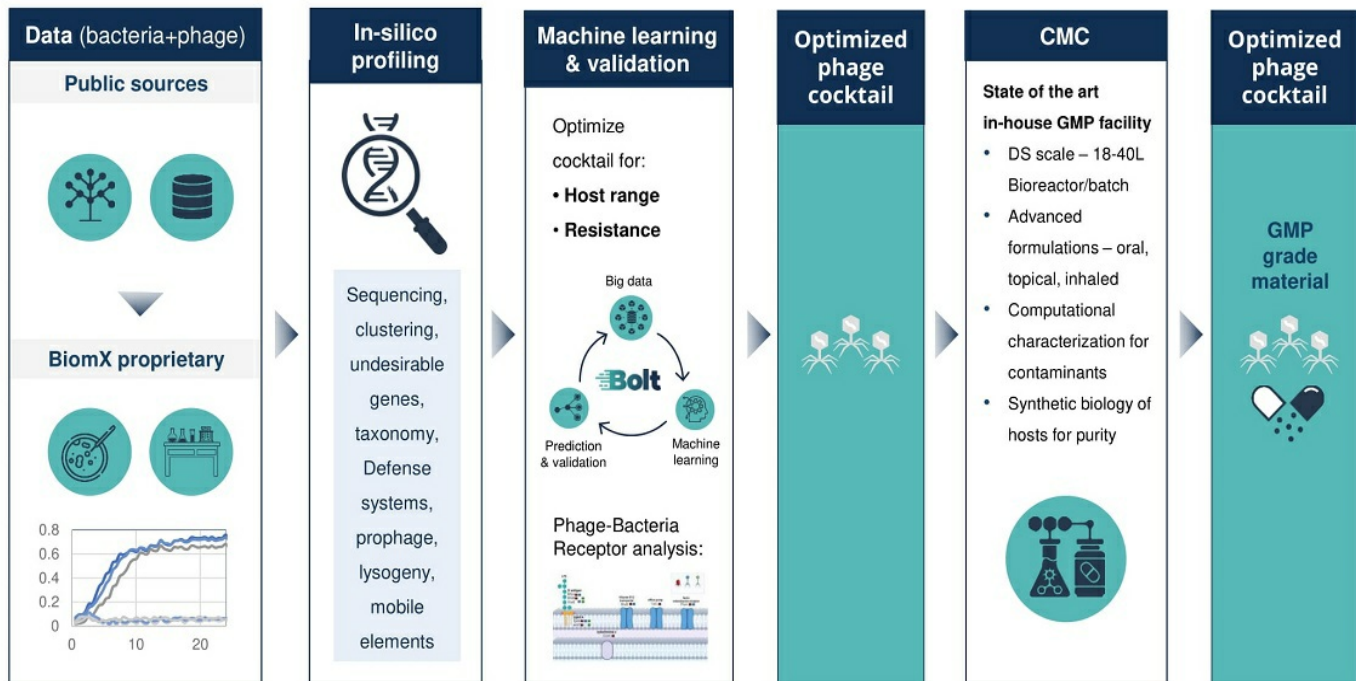 Data (bacteria+phage)
Public sources
BiomX proprietary
0.8
0.6
0.4
0.2
0
0
10
20
In-silico
profiling
Sequencing,
clustering,
undesirable
genes,
taxonomy,
Defense
systems,
prophage,
lysogeny,
mobile
elements
Machine learning
& validation
Optimize
cocktail for:
• Host range
• Resistance
Big data
Bolt
Prediction
& validation
Machine
learning
Phage-Bacteria
Receptor analysis:
Optimized
phage
cocktail
CMC
State of the art
in-house GMP facility
• DS scale – 18-40L
Bioreactor/batch
• Advanced
formulations – oral,
topical, inhaled
• Computational
characterization for
contaminants
• Synthetic biology of
hosts for purity
Optimized
phage
cocktail
GMP
grade
material